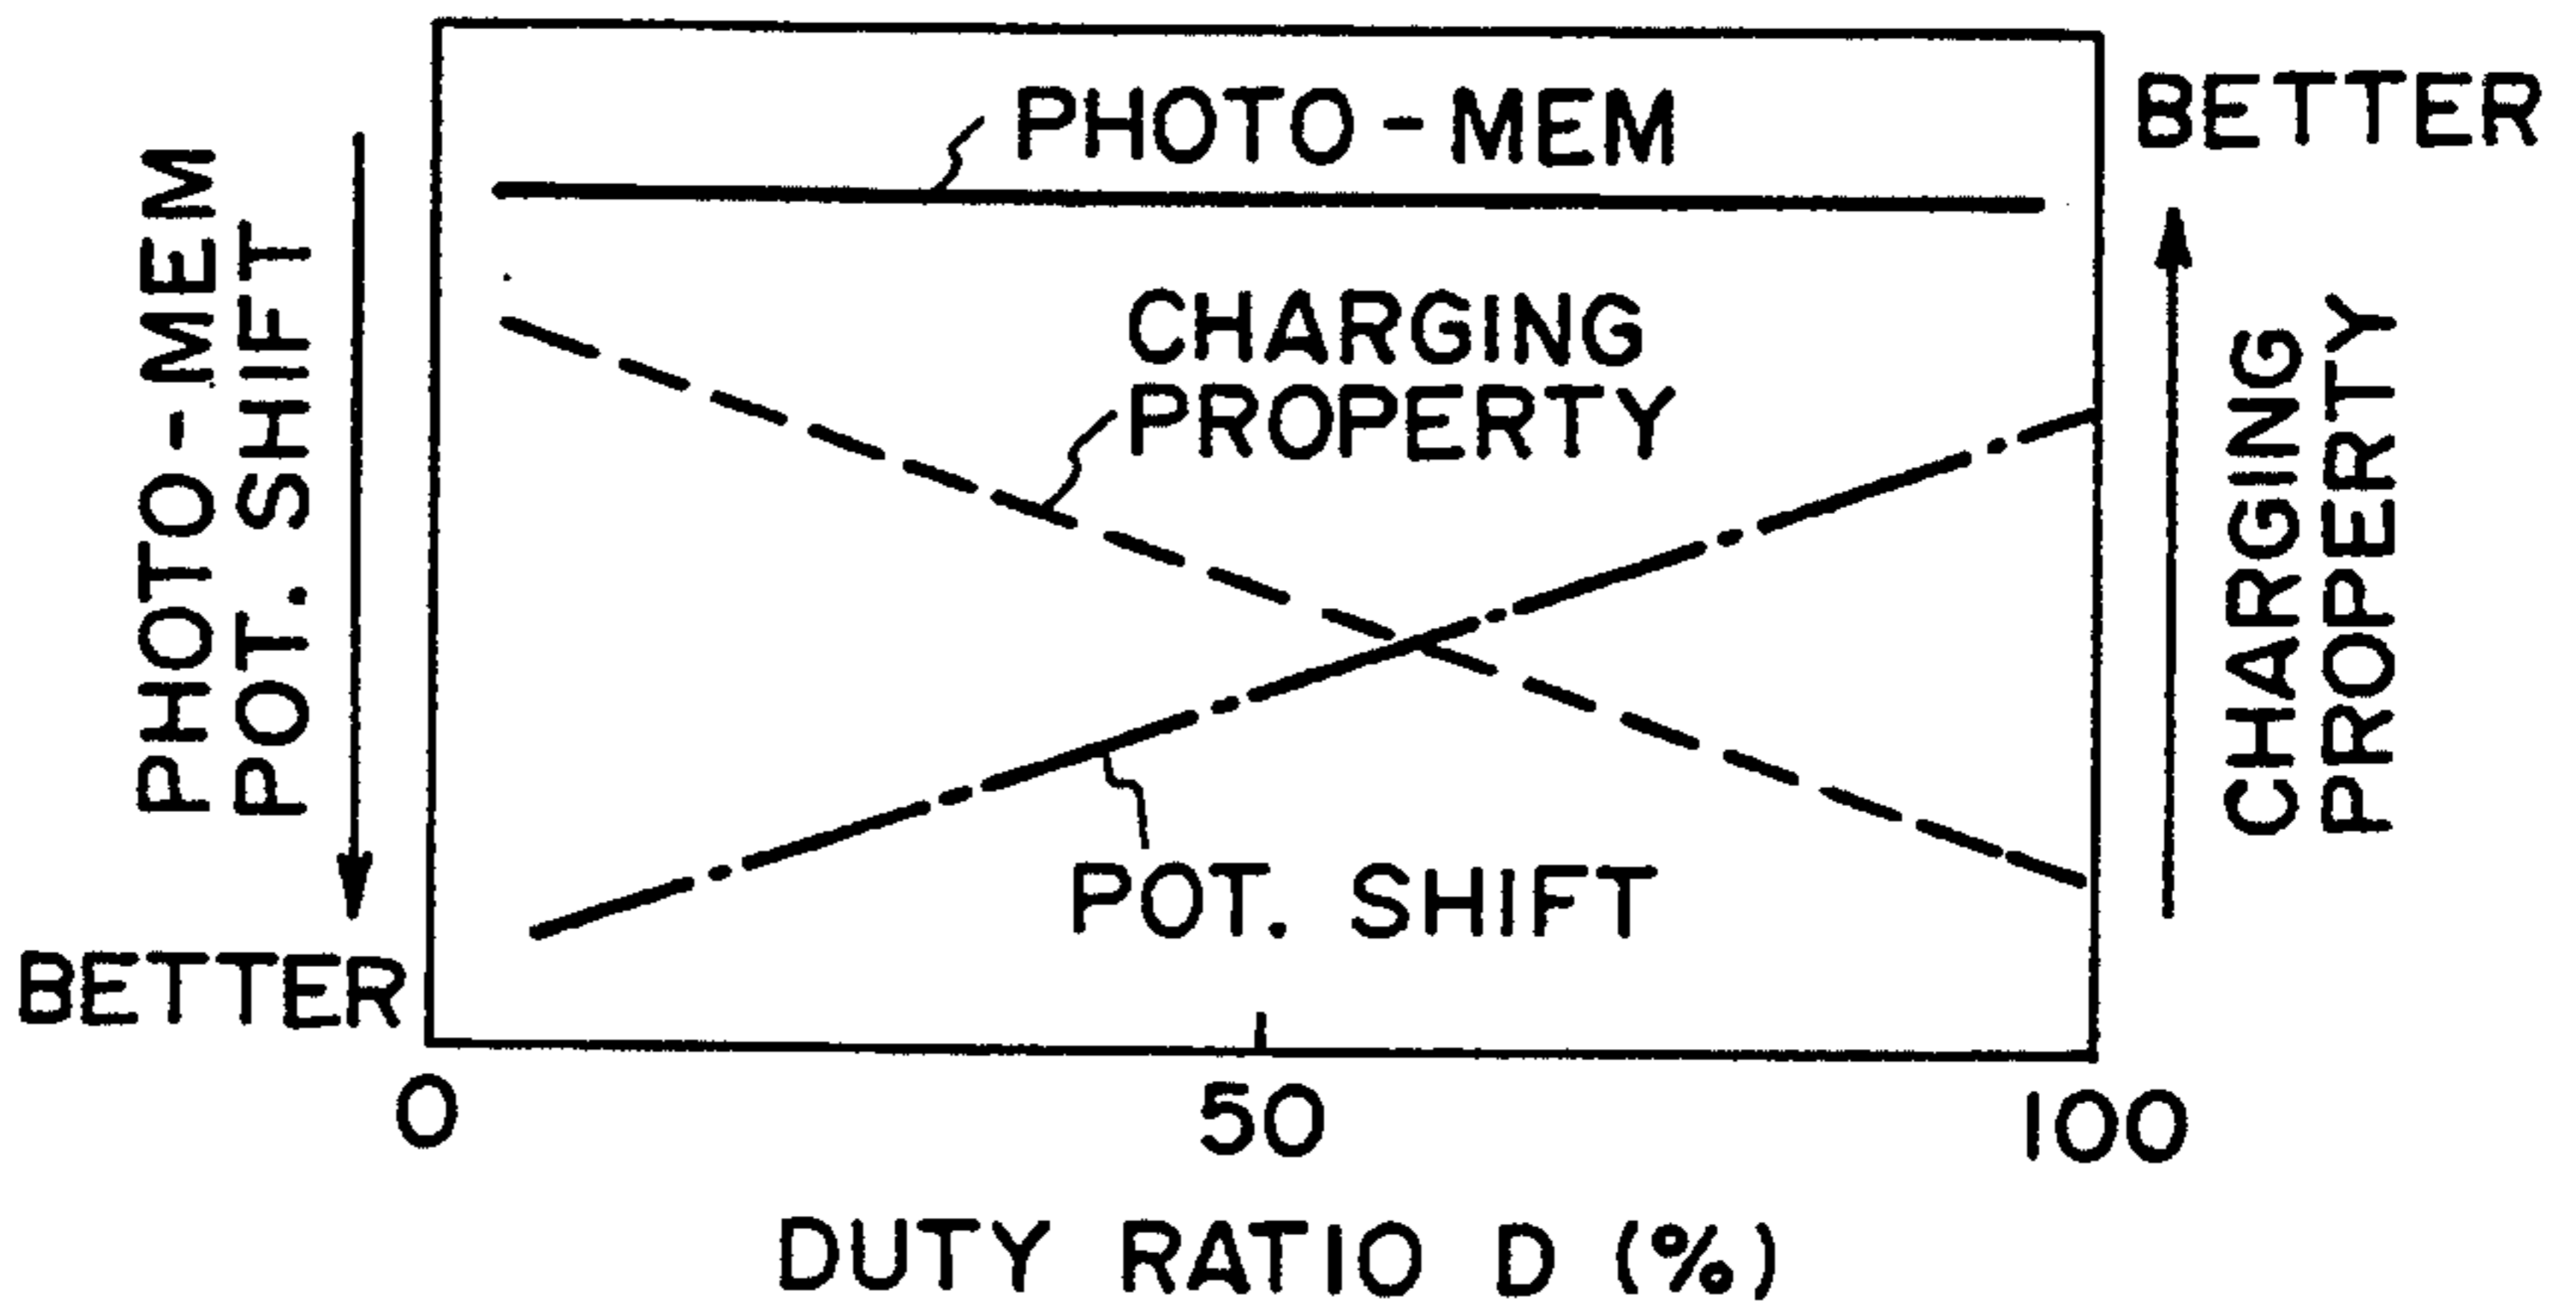 PHOTO-MEM
BETTER
PHOTO-MEM
POT. SHIFT
CHARGING
PROPERTY
CHARGING
PROPERTY
POT. SHIFT
BETTER
0
50
100
DUTY RATIO D (%)